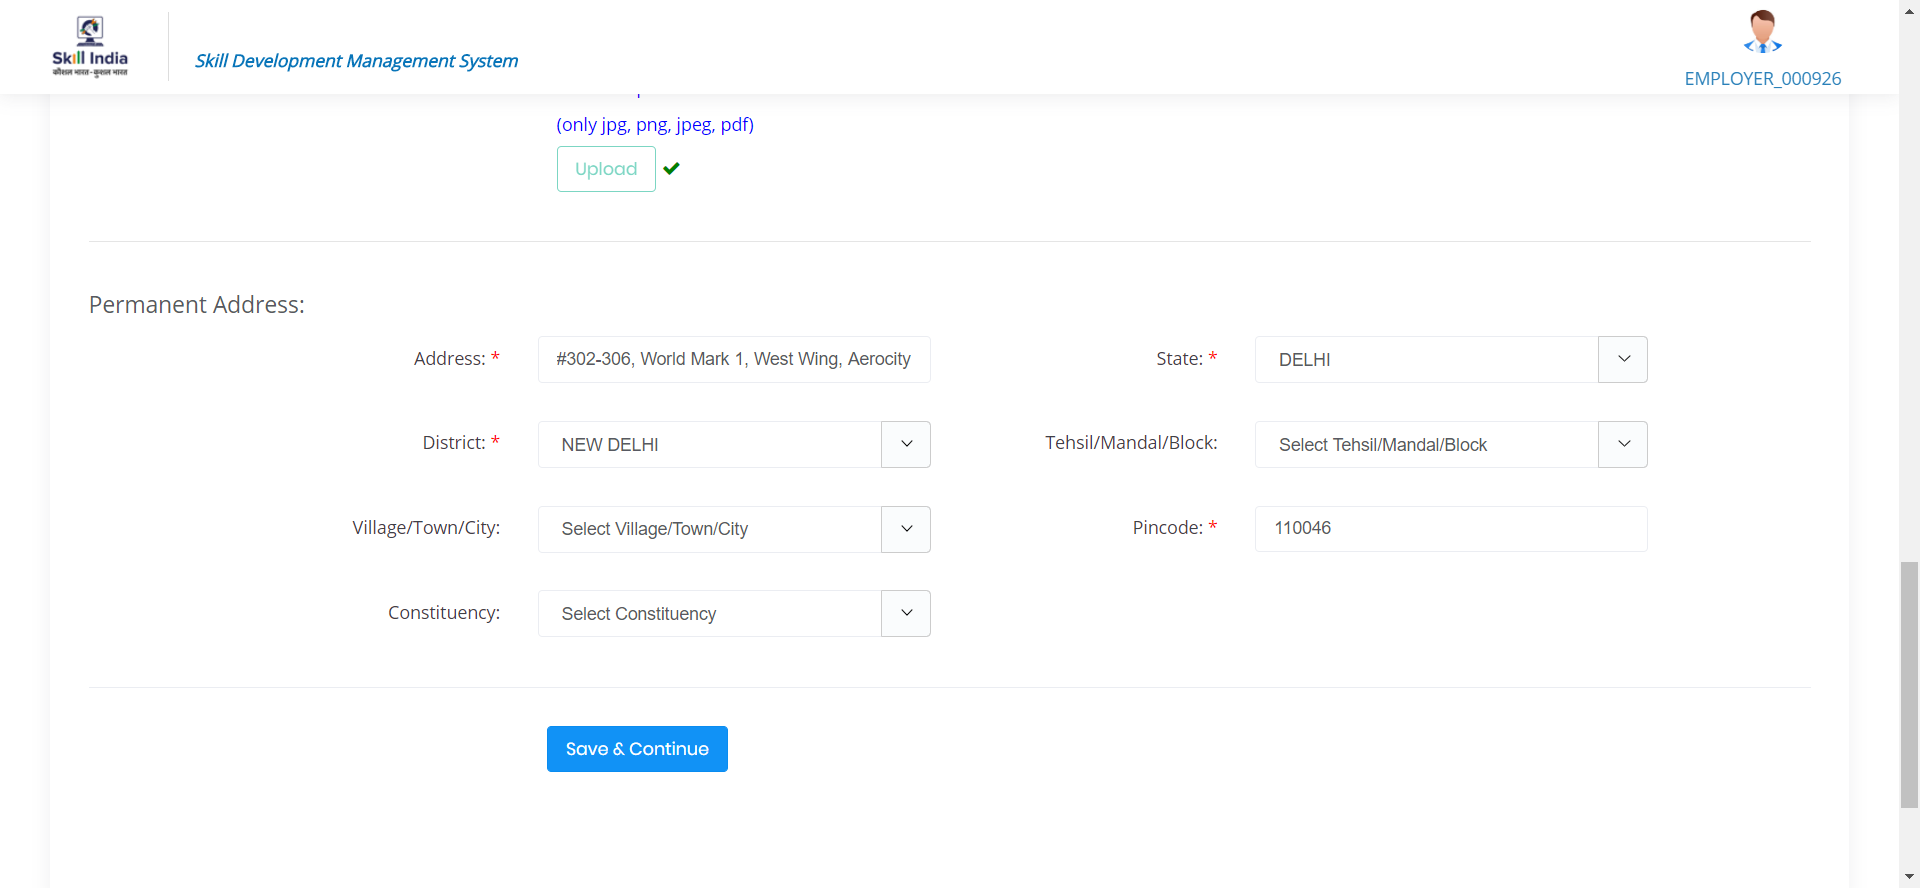 Skill India
कौशल भारत-कुशल भारत
Skill Development Management System
EMPLOYER_000926
(only jpg, png, jpeg, pdf)
Upload
Permanent Address:
Address: *
#302-306, World Mark 1, West Wing, Aerocity
State: *
DELHI
District: *
NEW DELHI
Tehsil/Mandal/Block:
Select Tehsil/Mandal/Block
Village/Town/City:
Select Village/Town/City
Pincode: *
110046
Constituency:
Select Constituency
Save & Continue